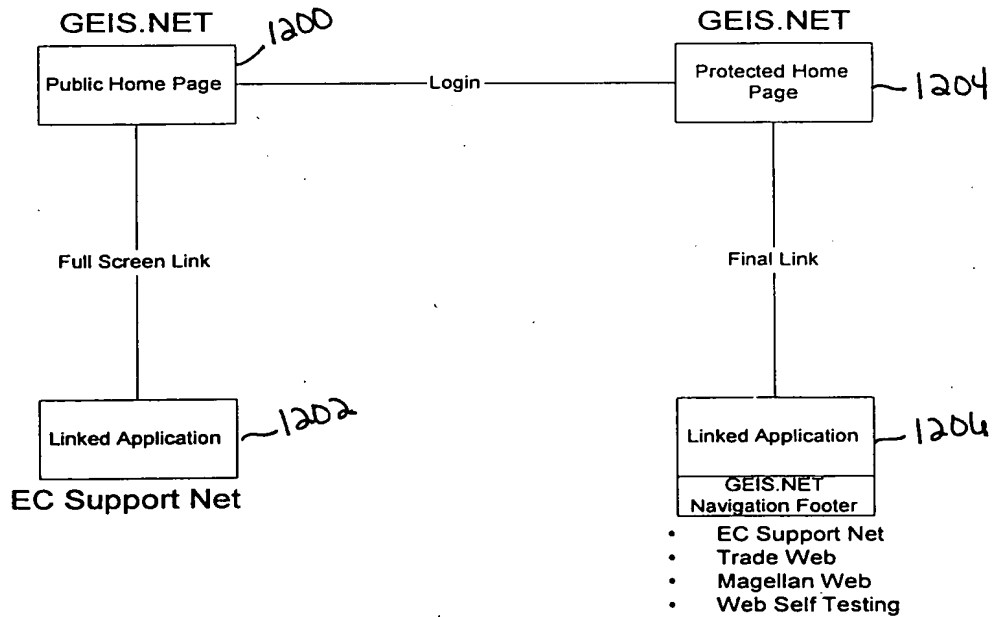 GEIS.NET
1200
GEIS.NET
Public Home Page
Login
Protected Home
Page
1204
Full Screen Link
Final Link
Linked Application
1202
Linked Application
1206
EC Support Net
GEIS.NET
Navigation Footer
• EC Support Net
• Trade Web
• Magellan Web
• Web Self Testing